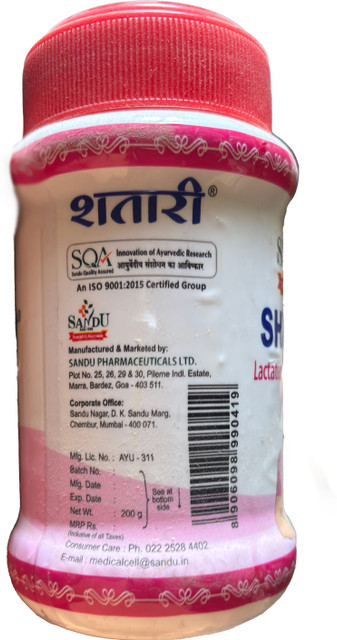 शतारी®
SQA
Sandu Quality Assured
Innovation of Ayurvedic Research
आयुर्वेदीय संशोधन का आविष्कार
An ISO 9001:2015 Certified Group
SANDU
Manufactured & Marketed by:
SANDU PHARMACEUTICALS LTD.
Plot No. 25, 26, 29 & 30, Pilerne Indl. Estate,
Marra, Bardez, Goa - 403 511.
Corporate Office:
Sandu Nagar, D. K. Sandu Marg,
Chembur, Mumbai - 400 071.
Mfg. Lic. No. : AYU - 311
Batch No. :
Mfg. Date :
Exp. Date :
Net Wt. : 200 g
MRP Rs. :
(Inclusive of all Taxes)
See at
bottom
side
Consumer Care : Ph. 022 2528 4402
E-mail : medicalcell@sandu.in
8 906098 990419
SH